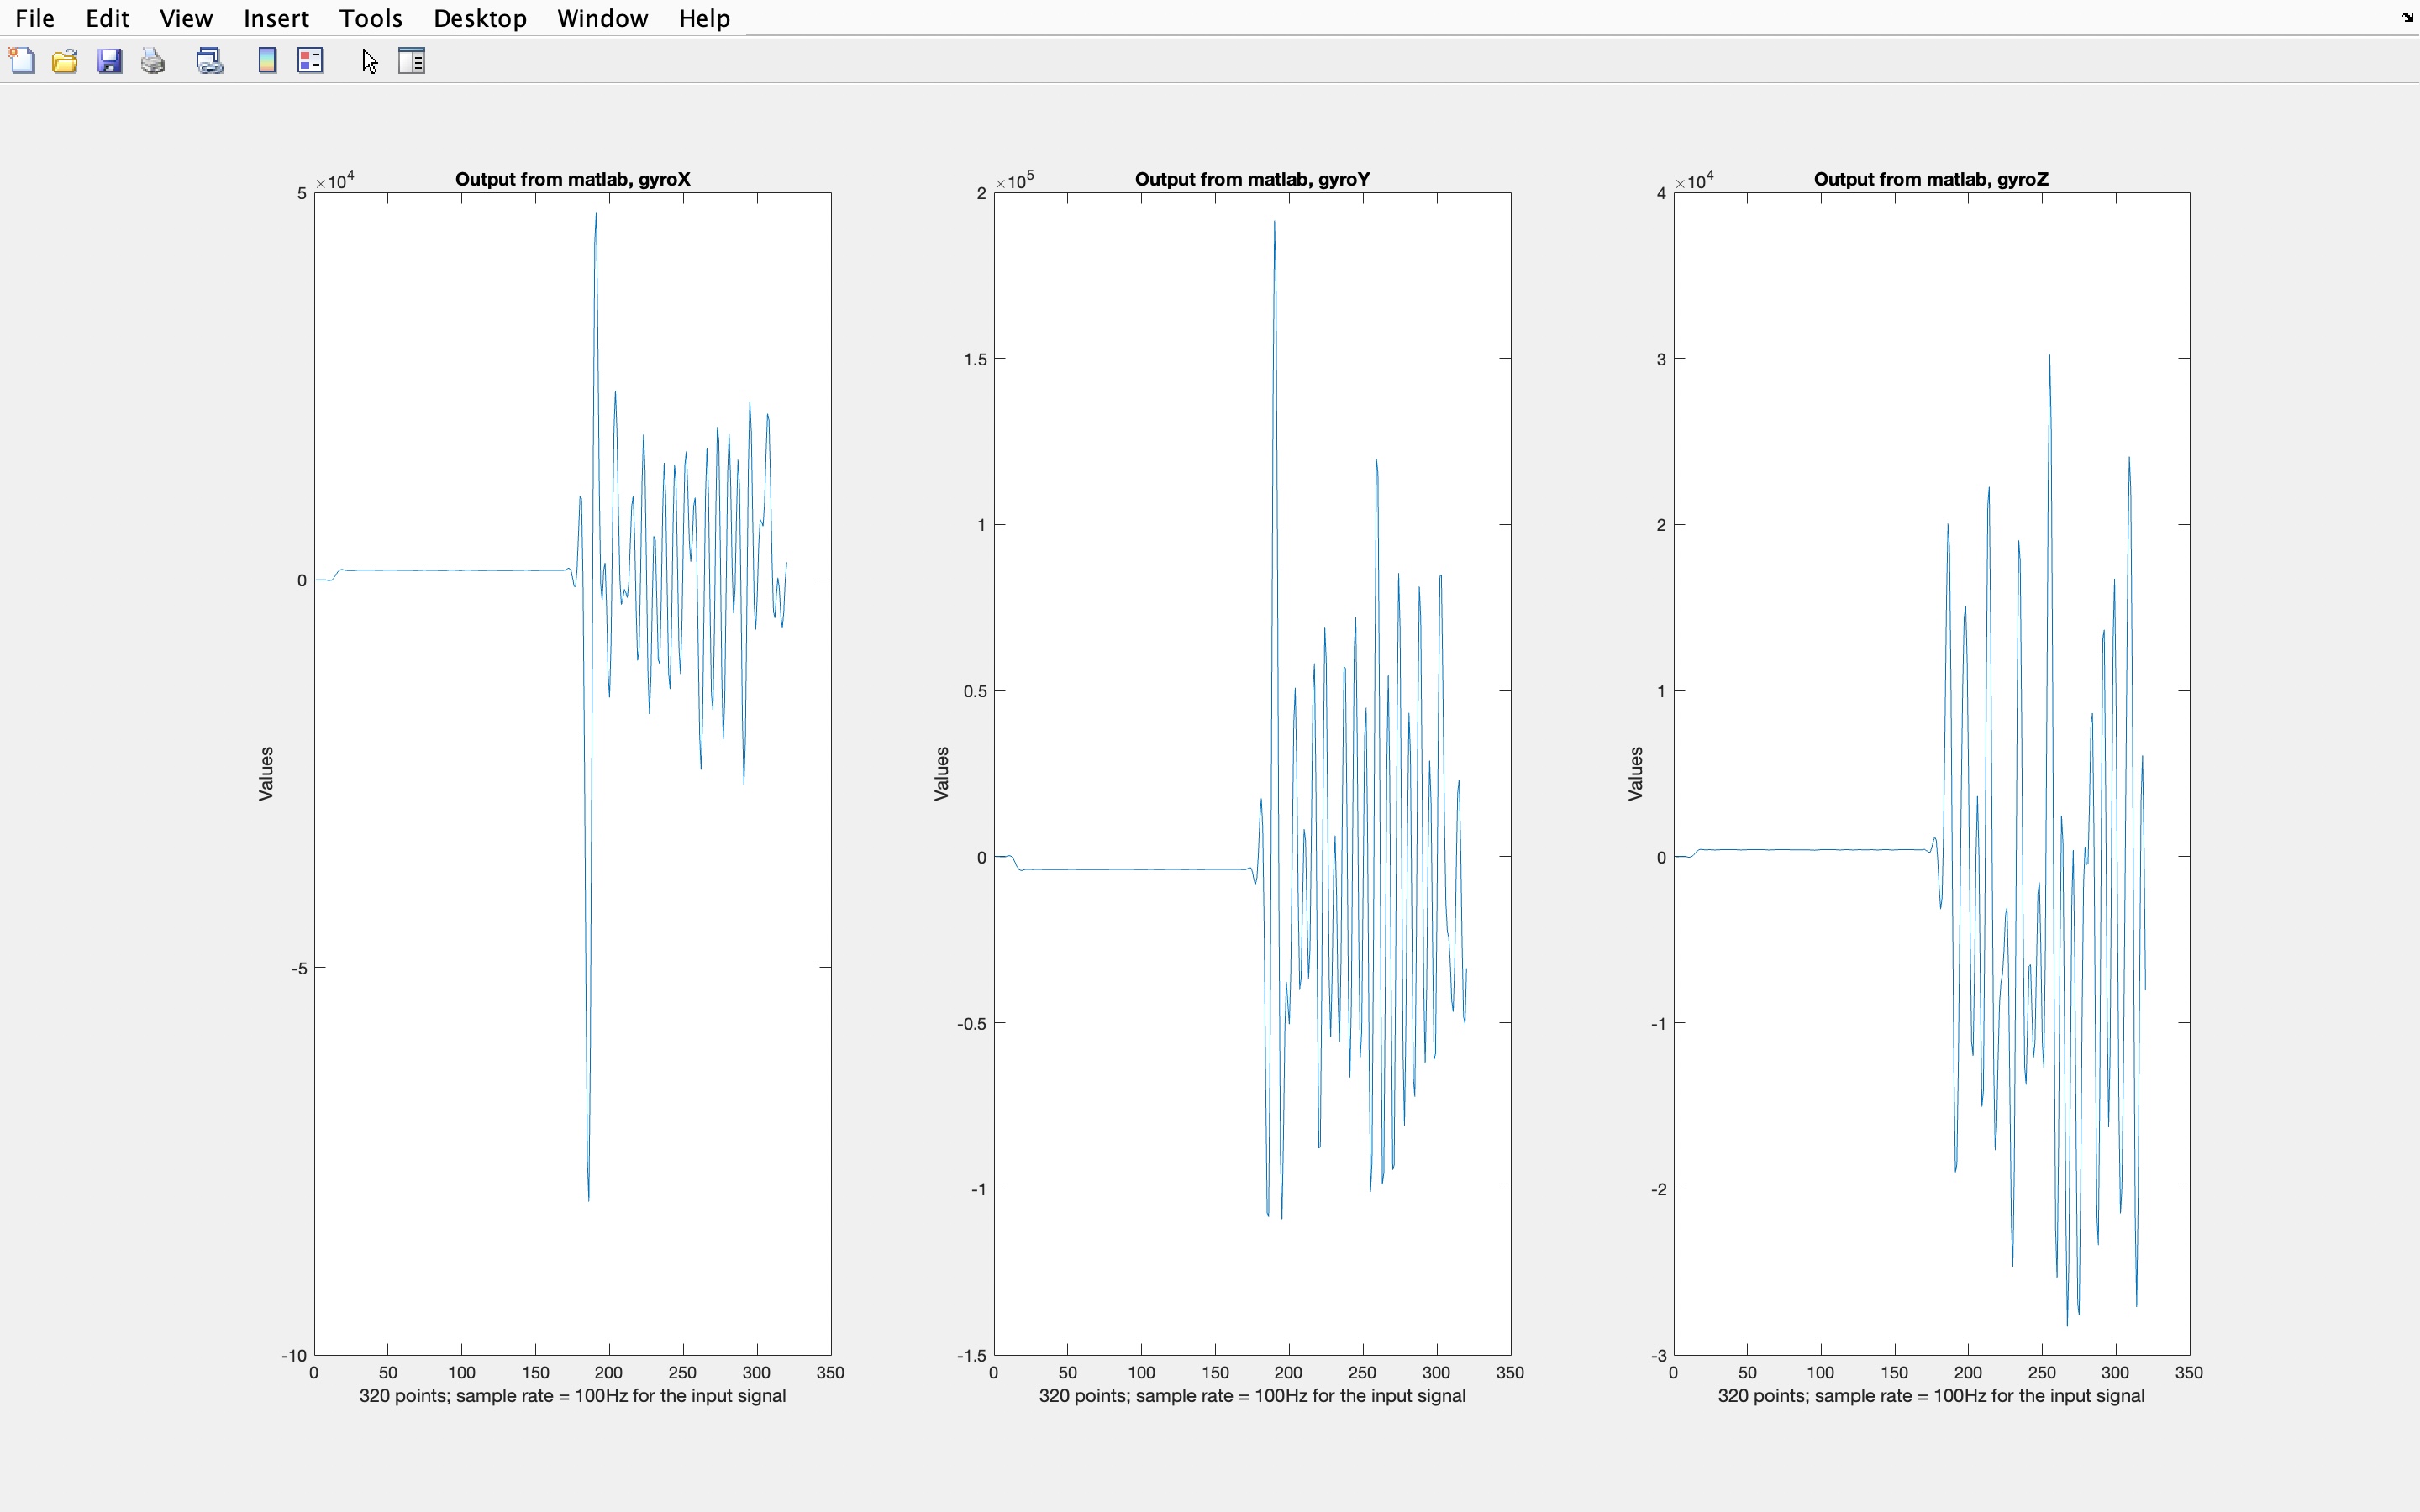 File Edit View Insert Tools Desktop Window Help
Output from matlab, gyroX
×10^4
5
0
-5
-10
Values
0 50 100 150 200 250 300 350
320 points; sample rate = 100Hz for the input signal
Output from matlab, gyroY
×10^5
2
1.5
1
0.5
0
-0.5
-1
-1.5
Values
0 50 100 150 200 250 300 350
320 points; sample rate = 100Hz for the input signal
Output from matlab, gyroZ
×10^4
4
3
2
1
0
-1
-2
-3
Values
0 50 100 150 200 250 300 350
320 points; sample rate = 100Hz for the input signal